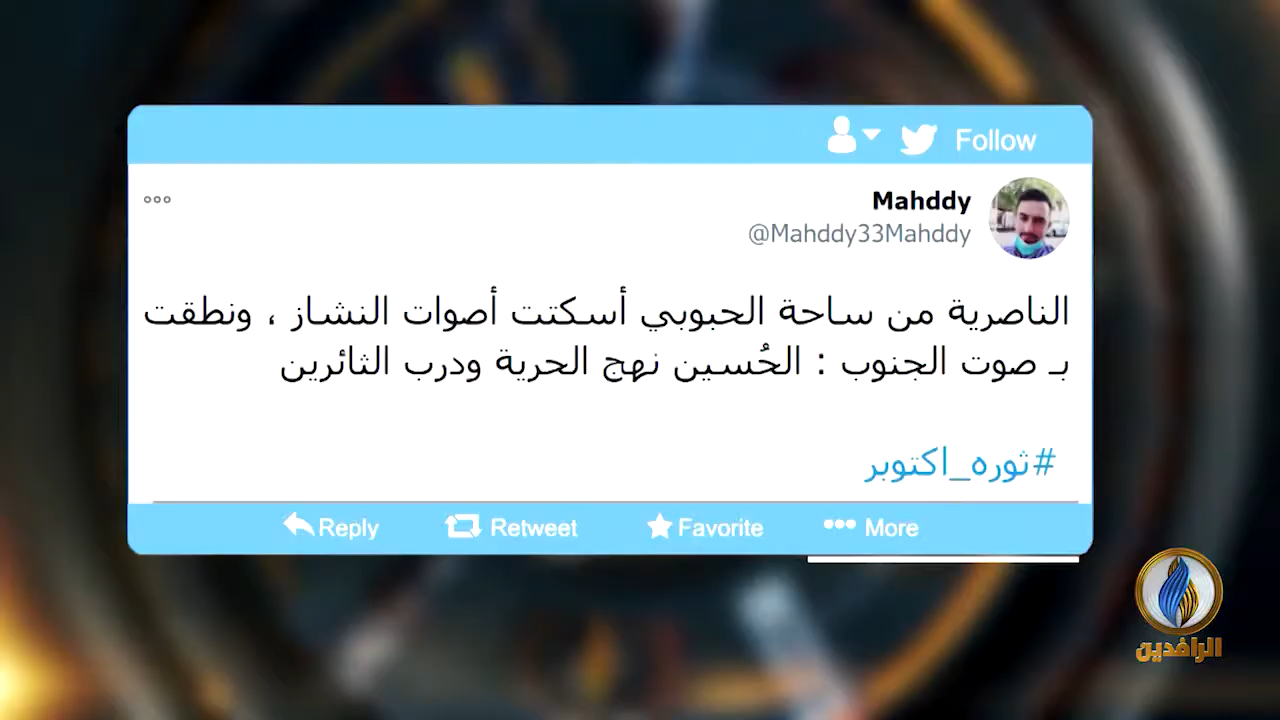 Follow
Mahddy
@Mahddy33Mahddy
الناصرية من ساحة الحبوبي أسكتت أصوات النشاز ، ونطقت
بـ صوت الجنوب : الحُسين نهج الحرية ودرب الثائرين
#ثوره_اكتوبر
Reply Retweet Favorite More
الرافدين